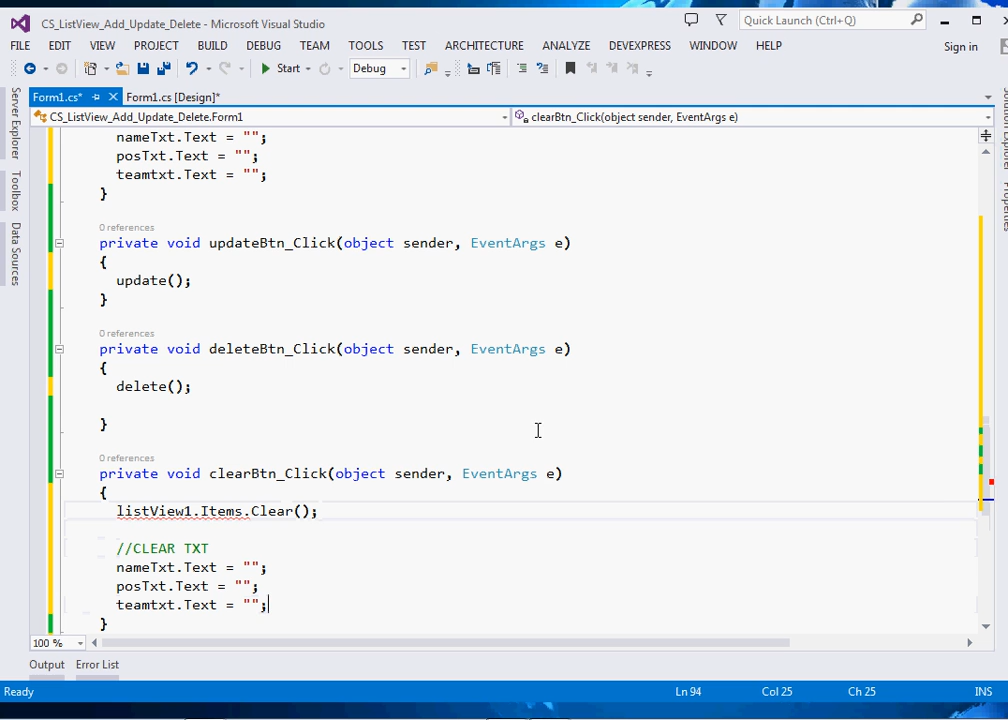 CS_ListView_Add_Update_Delete - Microsoft Visual Studio
Quick Launch (Ctrl+Q)
FILE EDIT VIEW PROJECT BUILD DEBUG TEAM TOOLS TEST ARCHITECTURE ANALYZE DEVEXPRESS WINDOW HELP Sign in
Start Debug
Form1.cs* Form1.cs [Design]*
CS_ListView_Add_Update_Delete.Form1 clearBtn_Click(object sender, EventArgs e)
Server Explorer
Toolbox
Data Sources
nameTxt.Text = "";
posTxt.Text = "";
teamtxt.Text = "";
}
0 references
private void updateBtn_Click(object sender, EventArgs e)
{
update();
}
0 references
private void deleteBtn_Click(object sender, EventArgs e)
{
delete();
}
0 references
private void clearBtn_Click(object sender, EventArgs e)
{
listView1.Items.Clear();
//CLEAR TXT
nameTxt.Text = "";
posTxt.Text = "";
teamtxt.Text = "";
}
100 %
Output Error List
Ready Ln 94 Col 25 Ch 25 INS